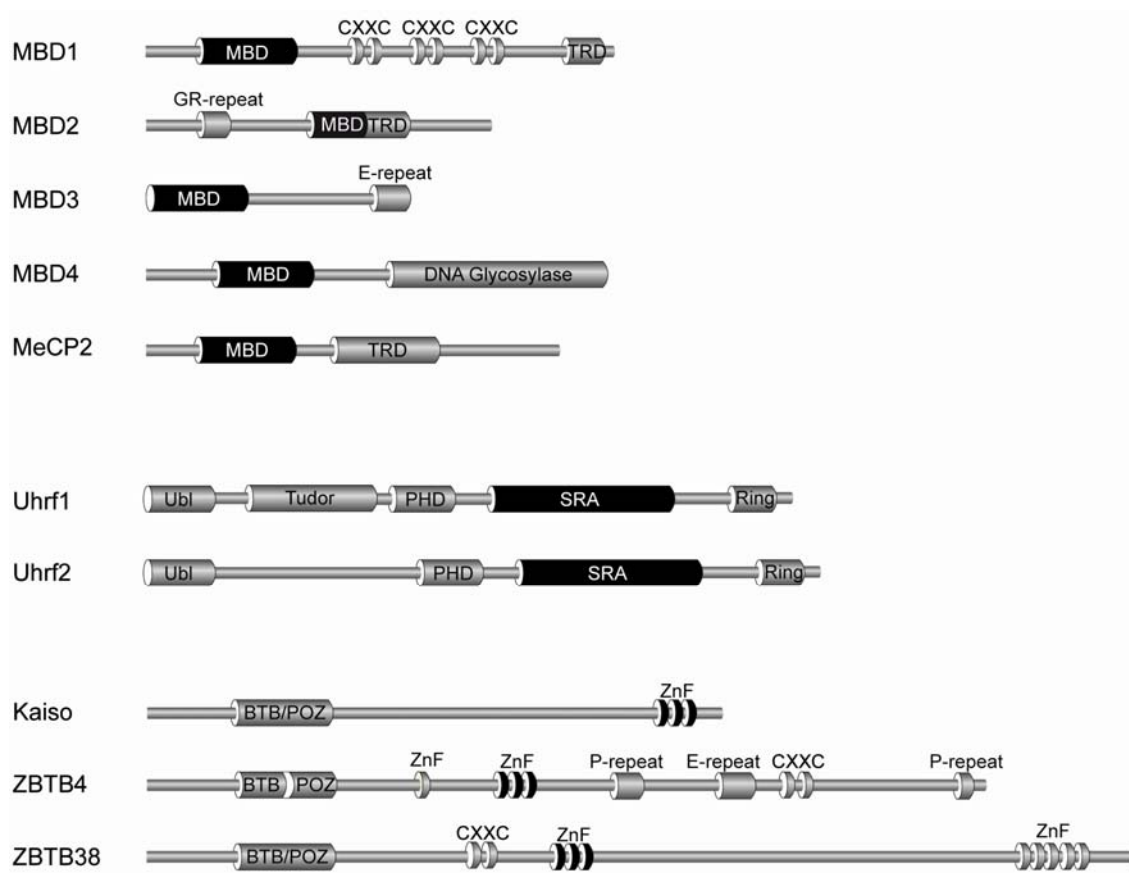 CXXC CXXC CXXC
MBD1 MBD TRD
GR-repeat
MBD2 MBD TRD
E-repeat
MBD3 MBD
MBD4 MBD DNA Glycosylase
MeCP2 MBD TRD
Uhrf1 Ubl Tudor PHD SRA Ring
Uhrf2 Ubl PHD SRA Ring
ZnF
Kaiso BTB/POZ
ZnF ZnF P-repeat E-repeat CXXC P-repeat
ZBTB4 BTB POZ
CXXC ZnF ZnF
ZBTB38 BTB/POZ